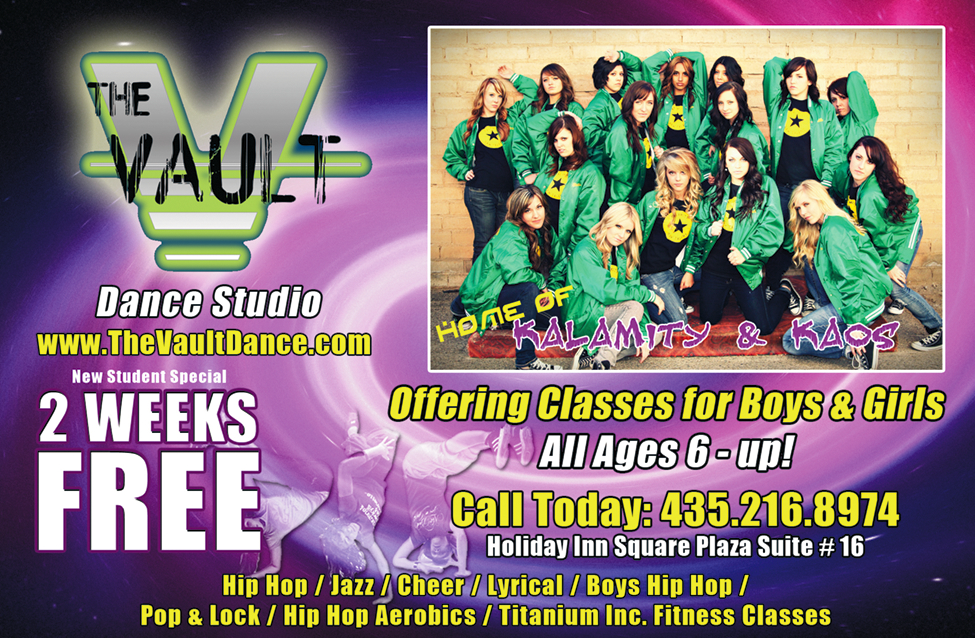 THE
VAULT
Dance Studio
www.TheVaultDance.com
New Student Special
2 WEEKS
FREE
HOME OF
KALAMITY & KAOS
Offering Classes for Boys & Girls
All Ages 6 - up!
Call Today: 435.216.8974
Holiday Inn Square Plaza Suite # 16
Hip Hop / Jazz / Cheer / Lyrical / Boys Hip Hop /
Pop & Lock / Hip Hop Aerobics / Titanium Inc. Fitness Classes